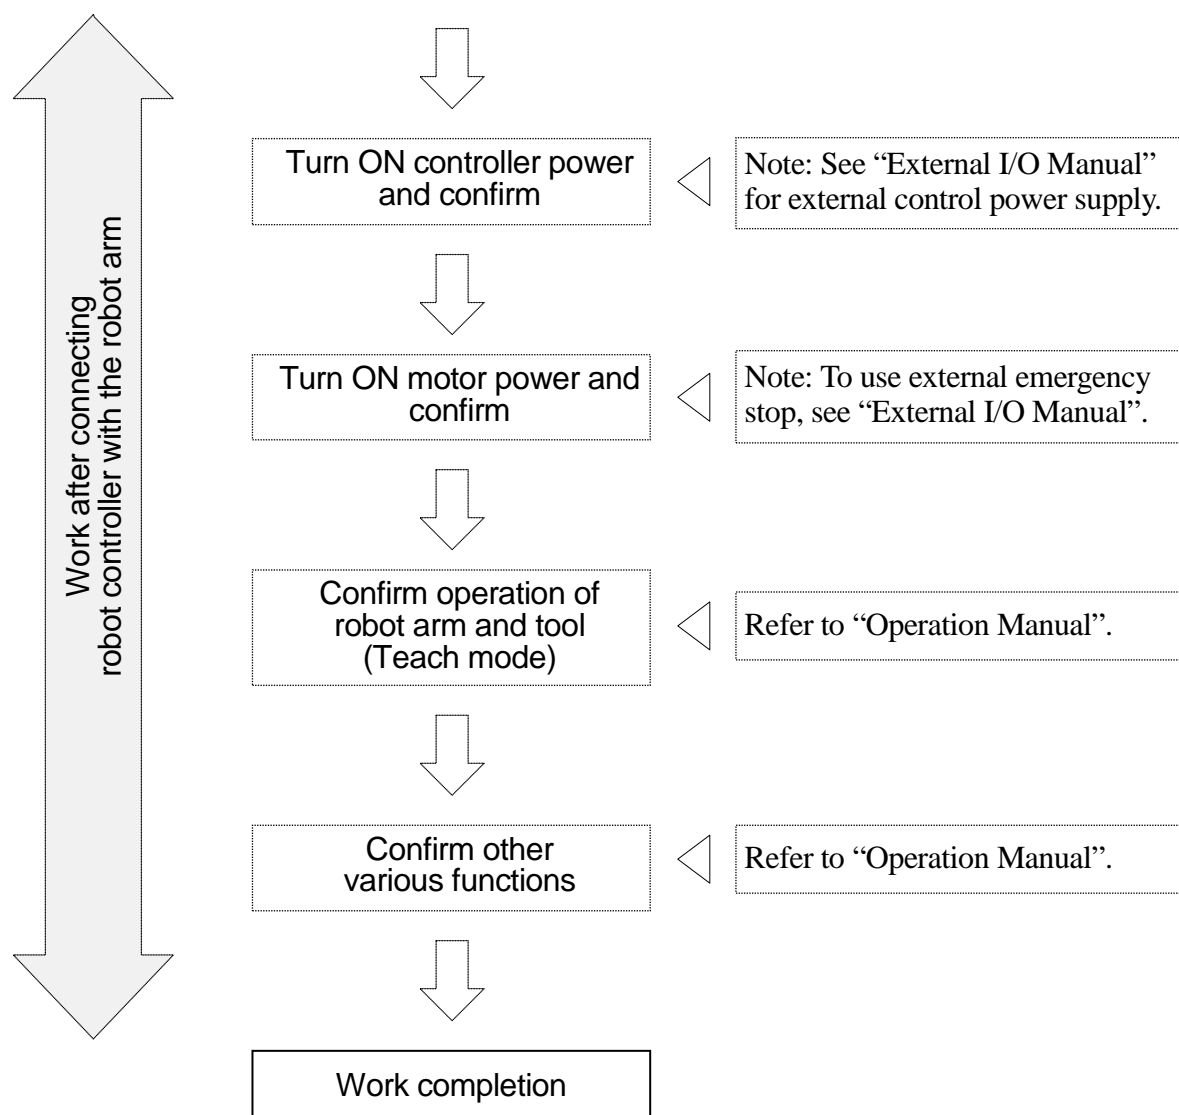 Work after connecting
robot controller with the robot arm
Turn ON controller power
and confirm
Note: See “External I/O Manual”
for external control power supply.
Turn ON motor power and
confirm
Note: To use external emergency
stop, see “External I/O Manual”.
Confirm operation of
robot arm and tool
(Teach mode)
Refer to “Operation Manual”.
Confirm other
various functions
Refer to “Operation Manual”.
Work completion